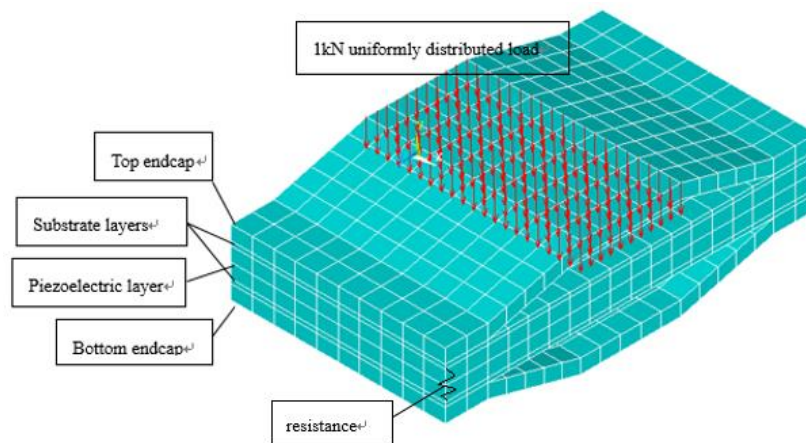 1kN uniformly distributed load
Top endcap↵
Substrate layers↵
Piezoelectric layer↵
Bottom endcap↵
resistance↵